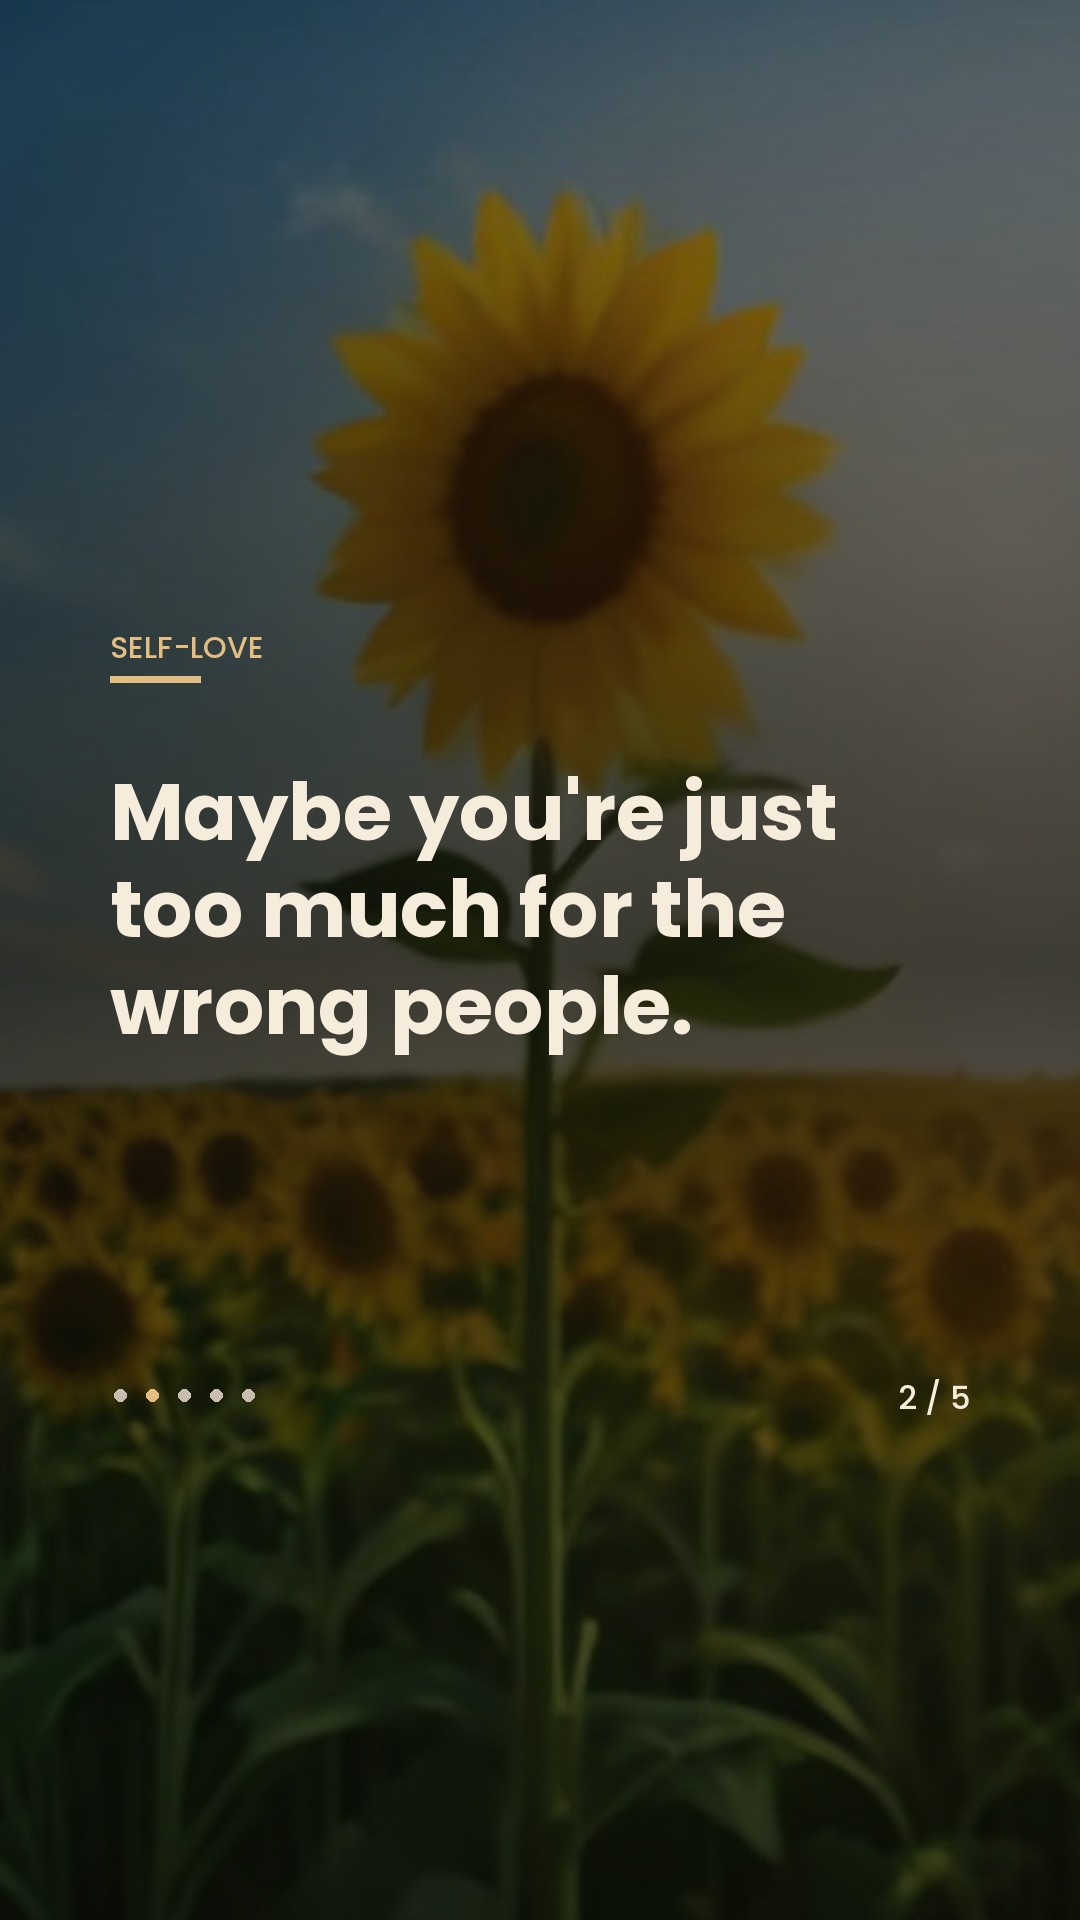 SELF-LOVE
Maybe you're just
too much for the
wrong people.
2 / 5